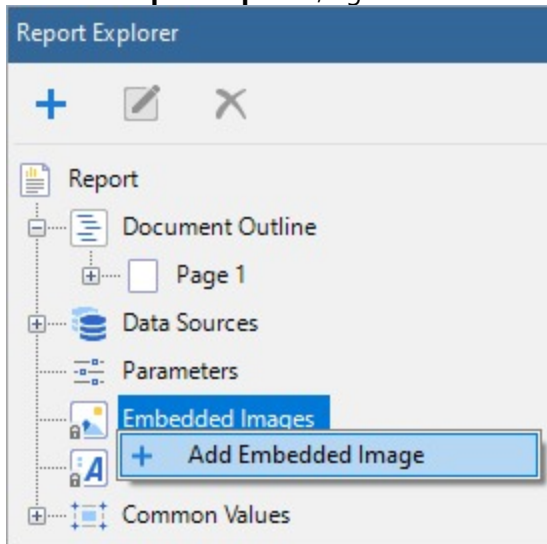 Report Explorer
Report
Document Outline
Page 1
Data Sources
Parameters
Embedded Images
Add Embedded Image
Common Values